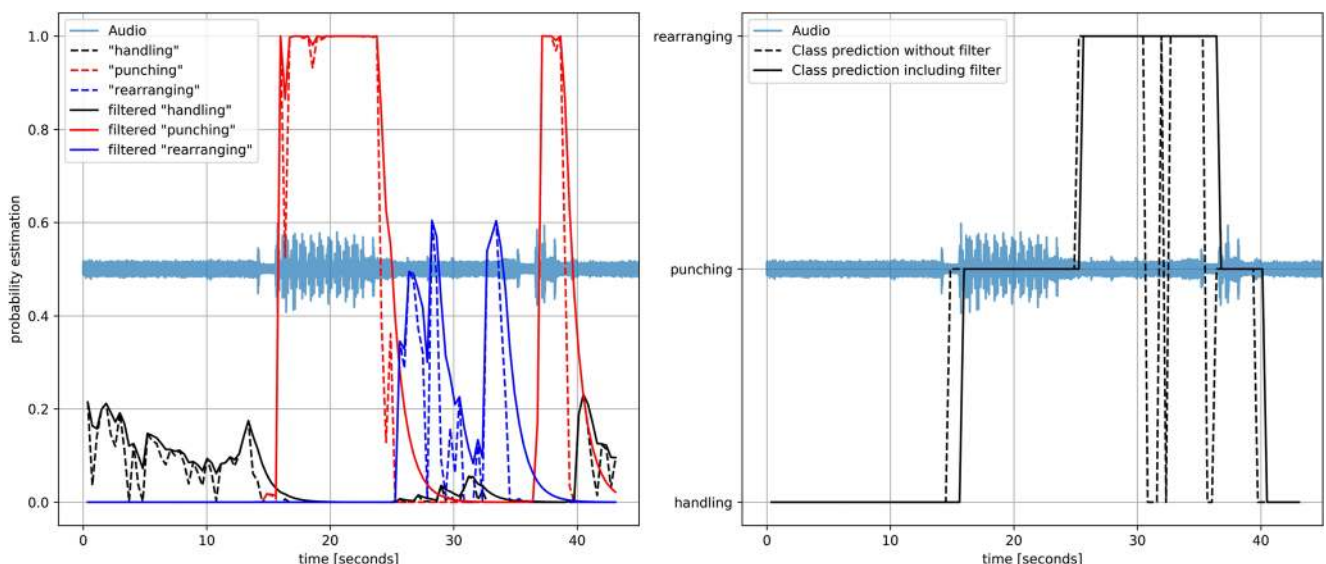 1.0
0.8
0.6
0.4
0.2
0.0
probability estimation
0
10
20
30
40
time [seconds]
Audio
"handling"
"punching"
"rearranging"
filtered "handling"
filtered "punching"
filtered "rearranging"
rearranging
punching
handling
0
10
20
30
40
time [seconds]
Audio
Class prediction without filter
Class prediction including filter